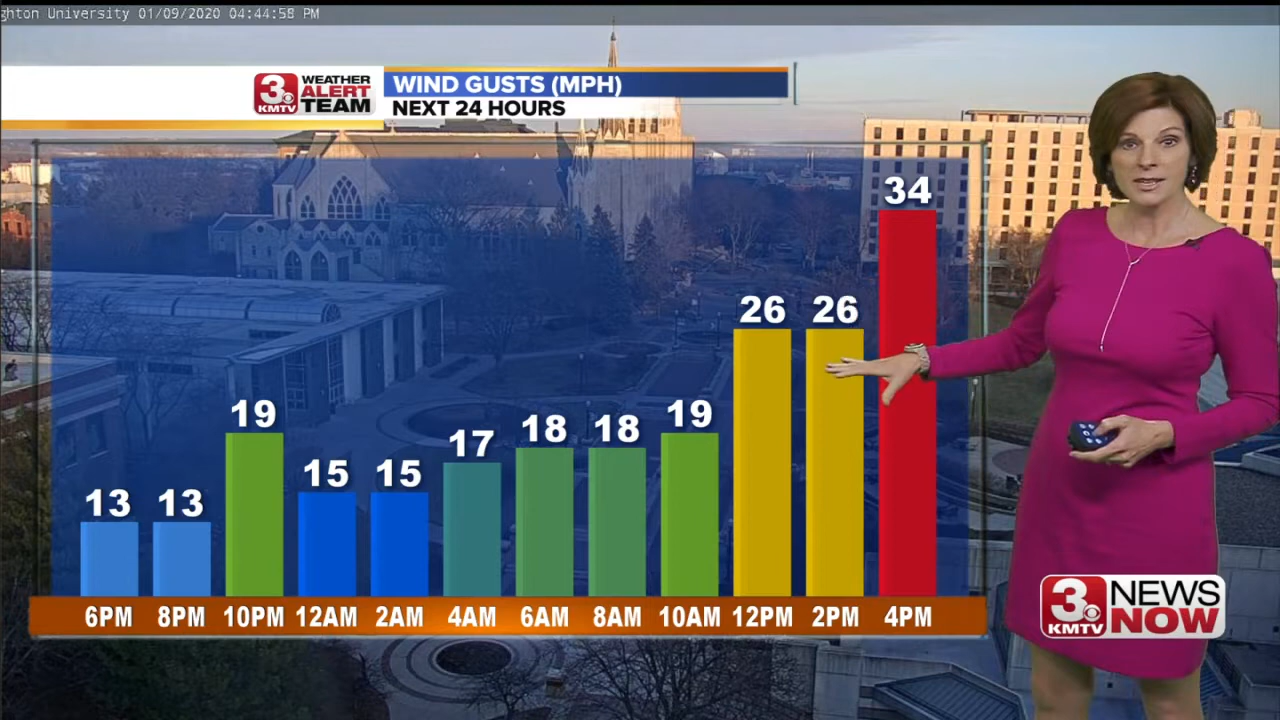 ghton University 01/09/2020 04:44:58 PM
3 KMTV WEATHER ALERT TEAM
WIND GUSTS (MPH)
NEXT 24 HOURS
34
26 26
19 19
18 18
17
15 15
13 13
6PM 8PM 10PM 12AM 2AM 4AM 6AM 8AM 10AM 12PM 2PM 4PM
3 KMTV NEWS NOW